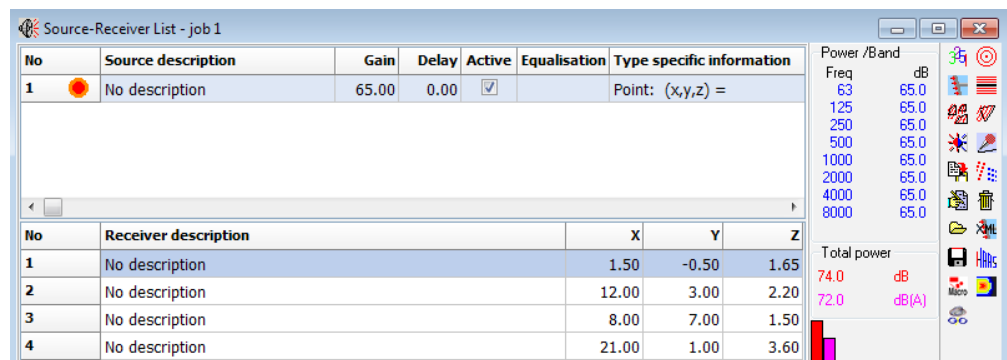 Source-Receiver List - job 1
No Source description Gain Delay Active Equalisation Type specific information
1 No description 65.00 0.00 Point: (x,y,z) =
No Receiver description X Y Z
1 No description 1.50 -0.50 1.65
2 No description 12.00 3.00 2.20
3 No description 8.00 7.00 1.50
4 No description 21.00 1.00 3.60
Power /Band
Freq dB
63 65.0
125 65.0
250 65.0
500 65.0
1000 65.0
2000 65.0
4000 65.0
8000 65.0
Total power
74.0 dB
72.0 dB(A)
XML
Macro